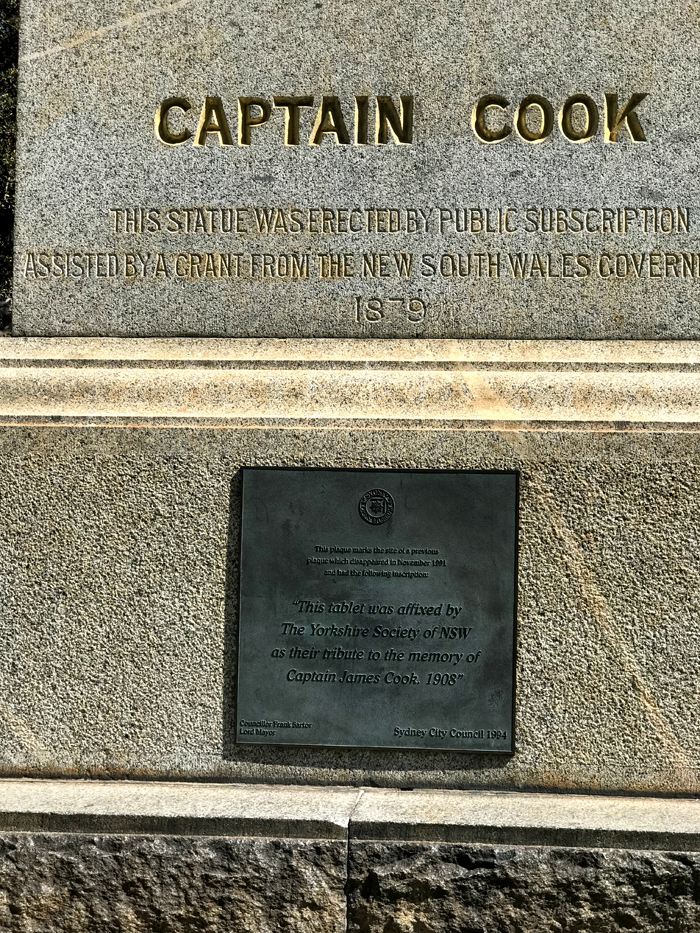 CAPTAIN COOK
THIS STATUE WAS ERECTED BY PUBLIC SUBSCRIPTION
ASSISTED BY A GRANT FROM THE NEW SOUTH WALES GOVERN
1879
This plaque marks the site of a previous
plaque which disappeared in November 1991
and had the following inscription:
"This tablet was affixed by
The Yorkshire Society of NSW
as their tribute to the memory of
Captain James Cook. 1908"
Councillor Frank Sartor
Lord Mayor
Sydney City Council 1994